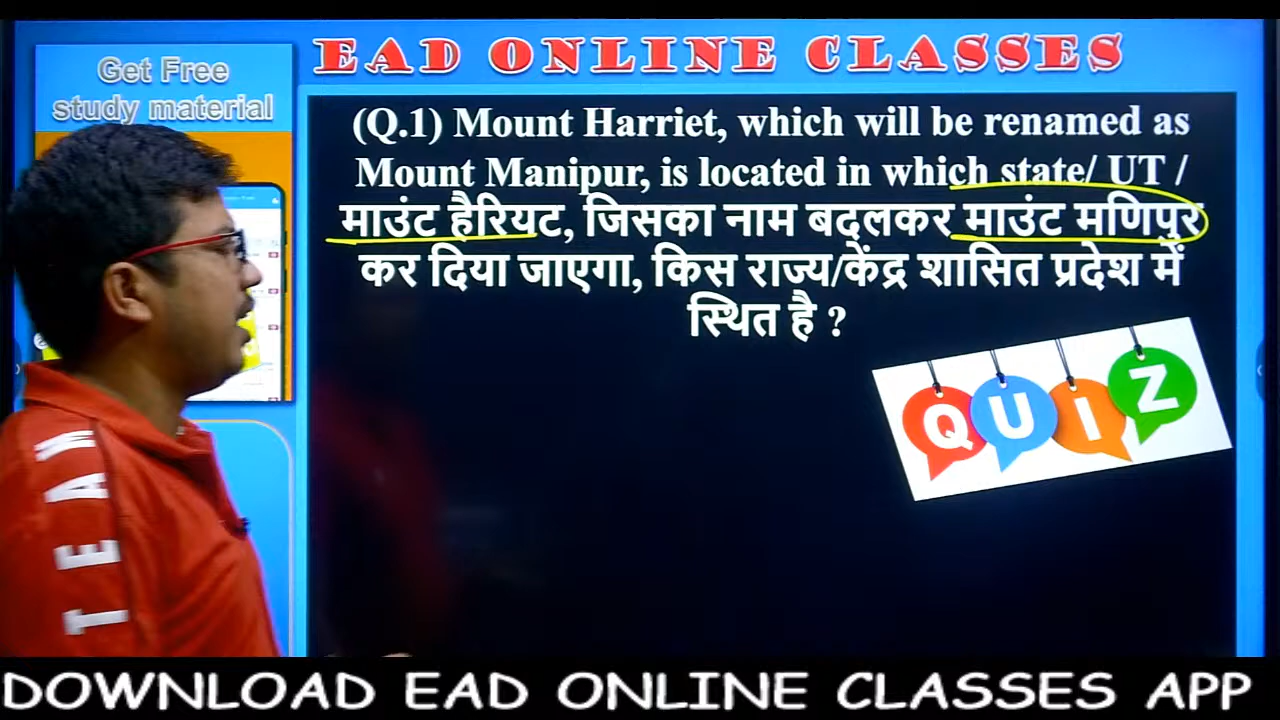 EAD ONLINE CLASSES
Get Free
study material
(Q.1) Mount Harriet, which will be renamed as
Mount Manipur, is located in which state/ UT /
माउंट हैरियट, जिसका नाम बदलकर माउंट मणिपुर
कर दिया जाएगा, किस राज्य/केंद्र शासित प्रदेश में
स्थित है ?
QUIZ
TEAM
DOWNLOAD EAD ONLINE CLASSES APP